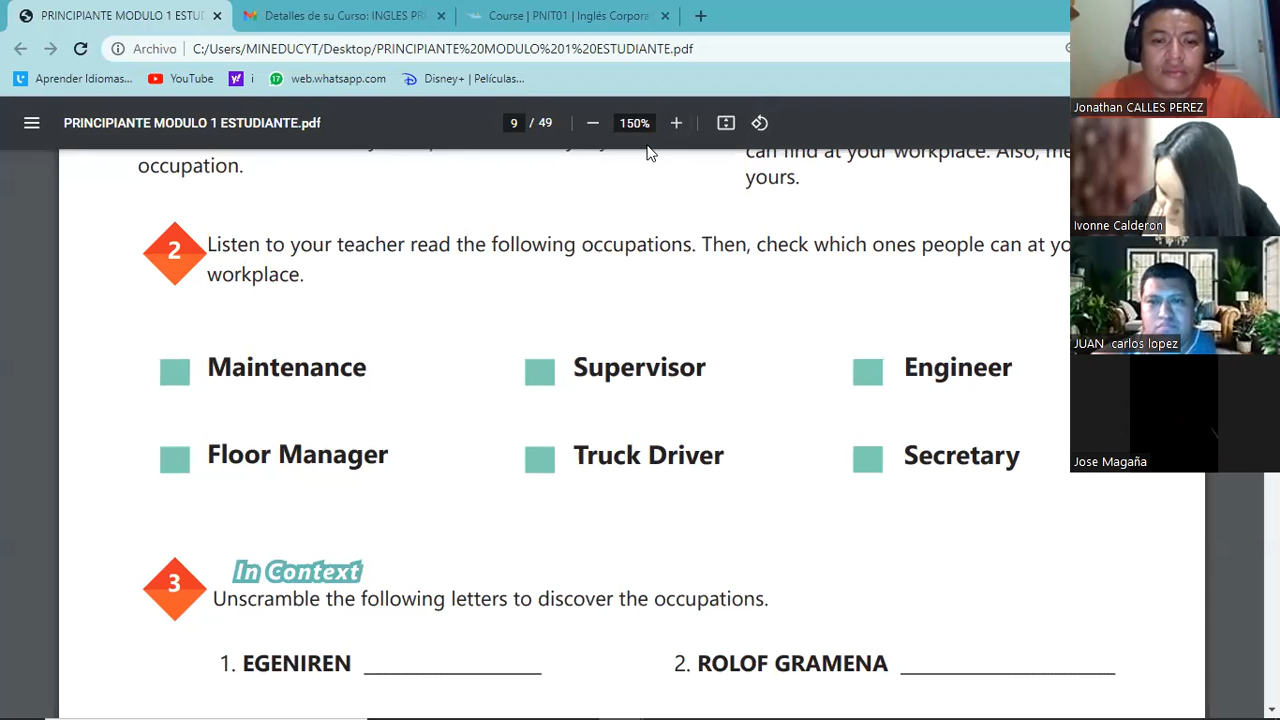 PRINCIPIANTE MODULO 1 ESTUD
Detalles de su Curso: INGLES PR
Course | PNIT01 | Inglés Corpora
Archivo
C:/Users/MINEDUCYT/Desktop/PRINCIPIANTE%20MODULO%201%20ESTUDIANTE.pdf
Aprender Idiomas...
YouTube
i
web.whatsapp.com
Disney+ | Películas,...
PRINCIPIANTE MODULO 1 ESTUDIANTE.pdf
9 / 49
150%
Jonathan CALLES PEREZ
Ivonne Calderon
JUAN carlos lopez
Jose Magaña
occupation.
can find at your workplace. Also, me
yours.
2
Listen to your teacher read the following occupations. Then, check which ones people can at yo
workplace.
Maintenance
Supervisor
Engineer
Floor Manager
Truck Driver
Secretary
3
In Context
Unscramble the following letters to discover the occupations.
1. EGENIREN
2. ROLOF GRAMENA